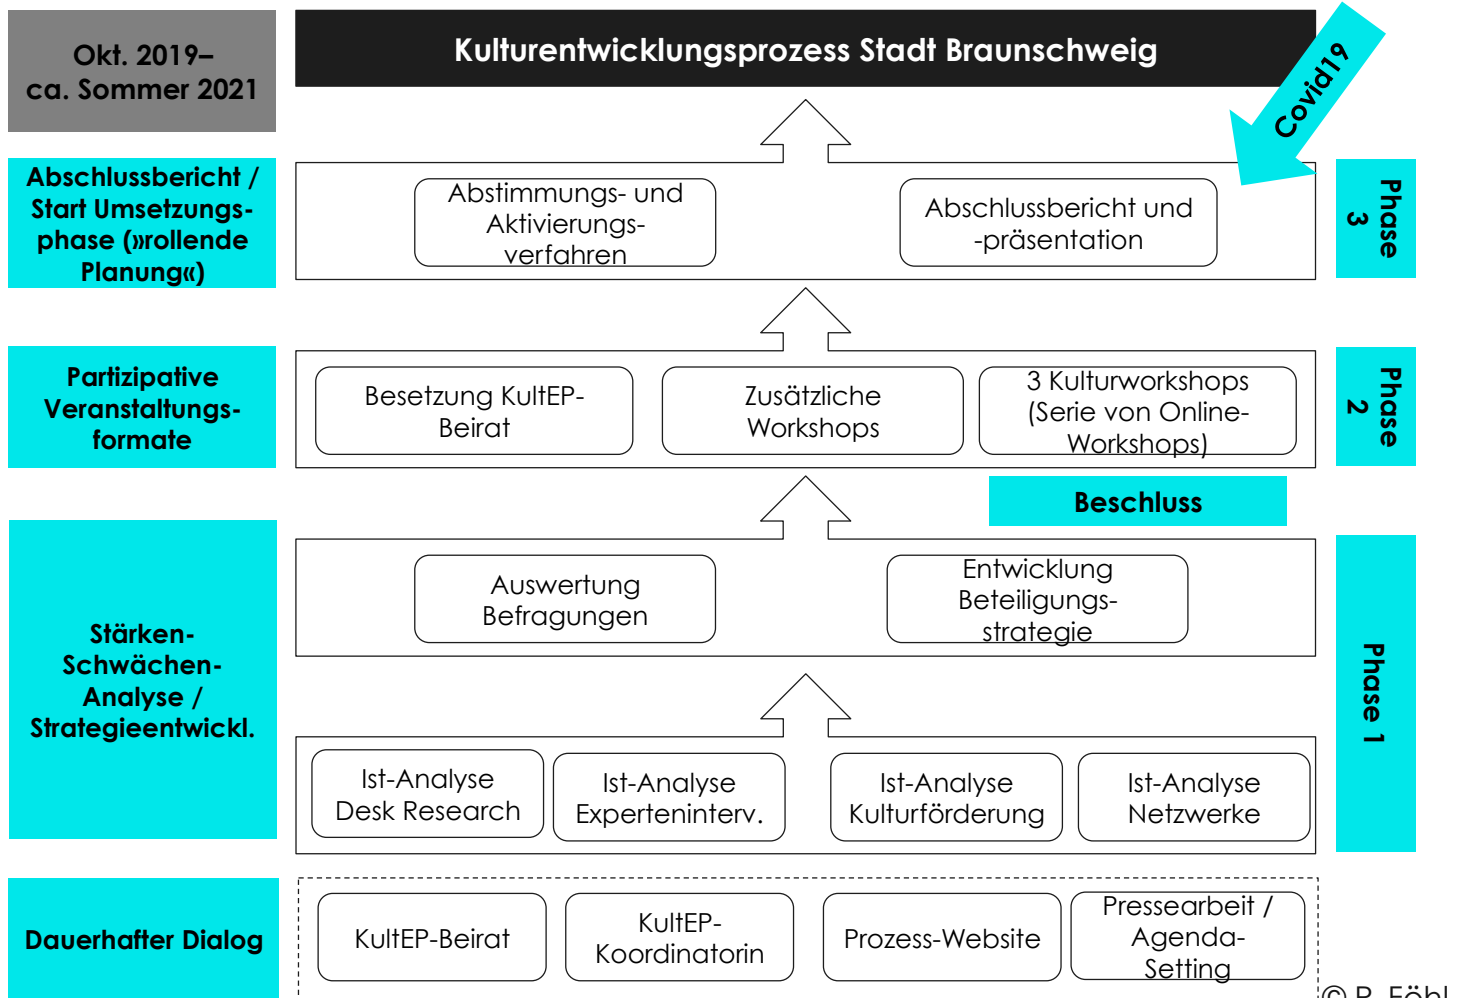 Okt. 2019–
ca. Sommer 2021
Kulturentwicklungsprozess Stadt Braunschweig
Covid19
Abschlussbericht /
Start Umsetzungs-
phase (»rollende
Planung«)
Abstimmungs- und
Aktivierungs-
verfahren
Abschlussbericht und
-präsentation
Phase
3
Partizipative
Veranstaltungs-
formate
Besetzung KultEP-
Beirat
Zusätzliche
Workshops
3 Kulturworkshops
(Serie von Online-
Workshops)
Phase
2
Beschluss
Stärken-
Schwächen-
Analyse /
Strategieentwickl.
Auswertung
Befragungen
Entwicklung
Beteiligungs-
strategie
Phase 1
Ist-Analyse
Desk Research
Ist-Analyse
Experteninterv.
Ist-Analyse
Kulturförderung
Ist-Analyse
Netzwerke
Dauerhafter Dialog
KultEP-Beirat
KultEP-
Koordinatorin
Prozess-Website
Pressearbeit /
Agenda-
Setting
© P. Föhl